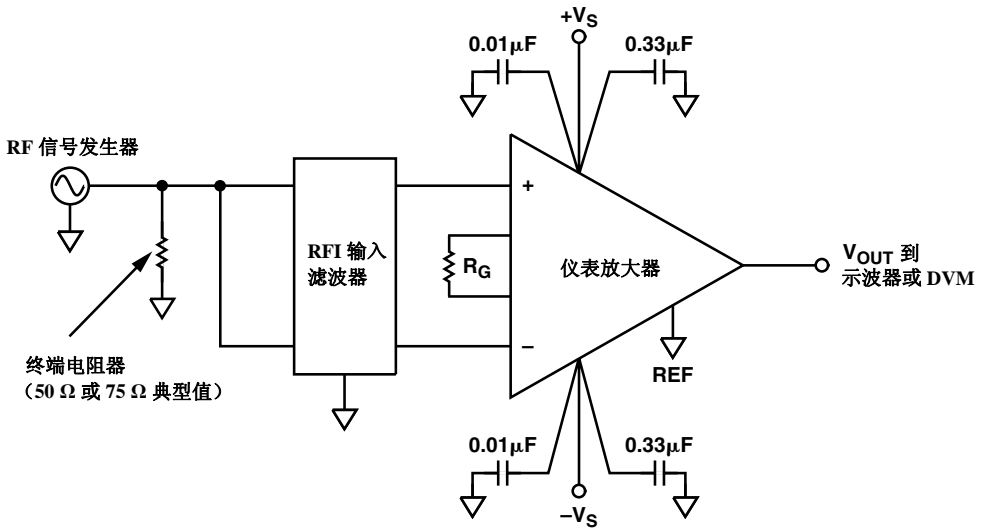 +VS
0.01μF
0.33μF
RF 信号发生器
+
RFI 输入
滤波器
RG
仪表放大器
VOUT 到
示波器或 DVM
–
REF
终端电阻器
（50 Ω 或 75 Ω 典型值）
0.01μF
0.33μF
–VS